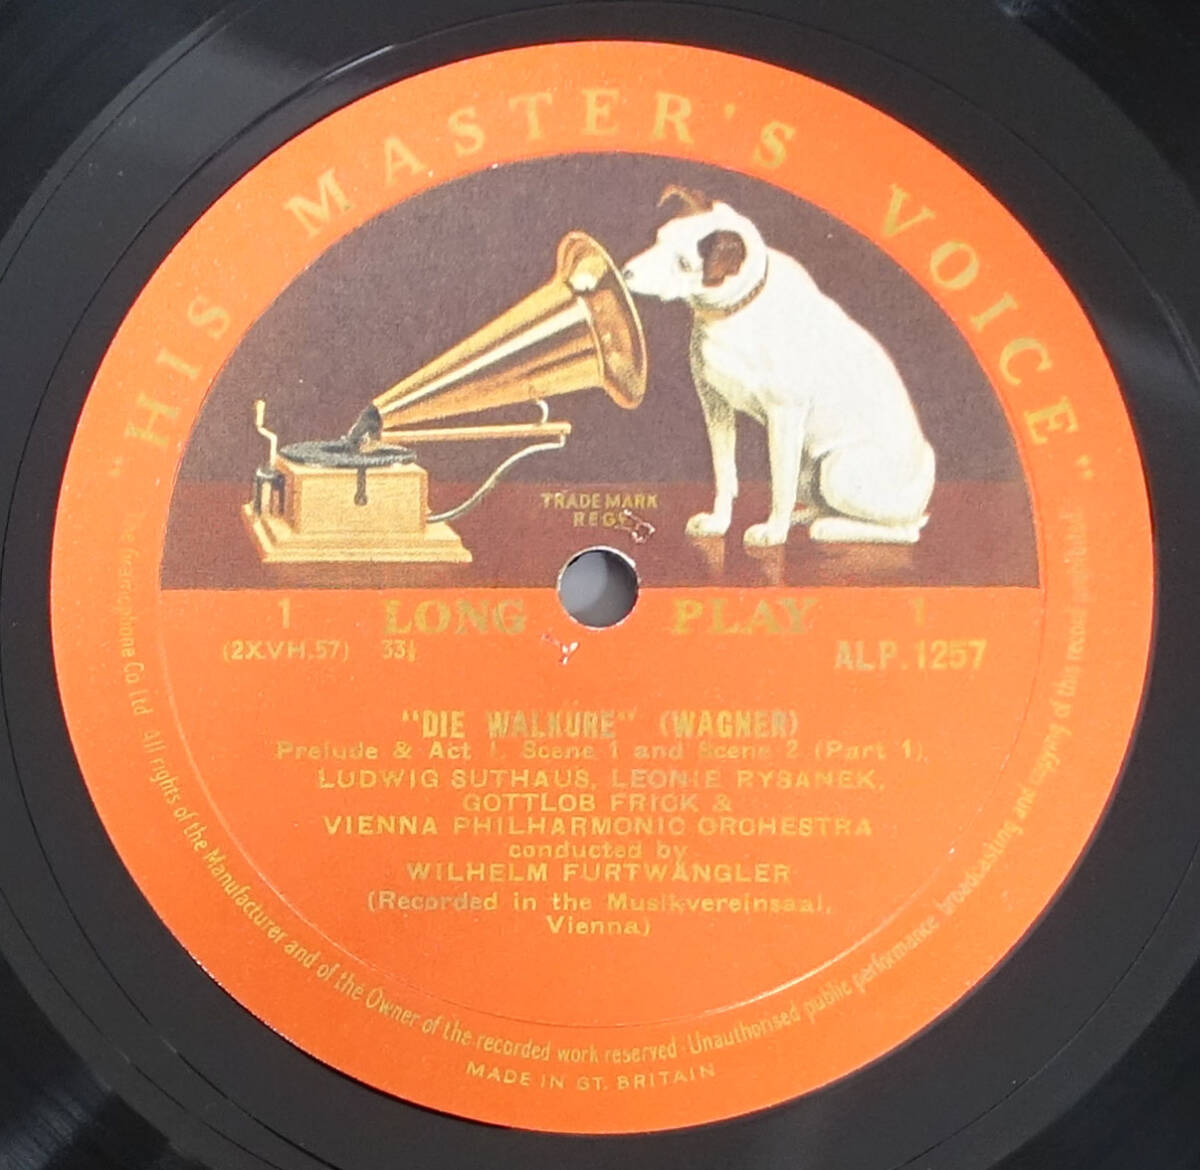 "HIS MASTER'S VOICE"
TRADE MARK
REGD
1 LONG PLAY 1
(2XVH.57) 33⅓ ALP.1257
"DIE WALKURE" (WAGNER)
Prelude & Act 1. Scene 1 and Scene 2 (Part 1).
LUDWIG SUTHAUS, LEONIE RYSANEK,
GOTTLOB FRICK &
VIENNA PHILHARMONIC ORCHESTRA
conducted by
WILHELM FURTWÄNGLER
(Recorded in the Musikvereinsaal,
Vienna)
The Gramophone Co Ltd. All rights of the Manufacturer and of the Owner of the recorded work reserved · Unauthorised public performance broadcasting and copying of this record prohibited.
MADE IN GT. BRITAIN